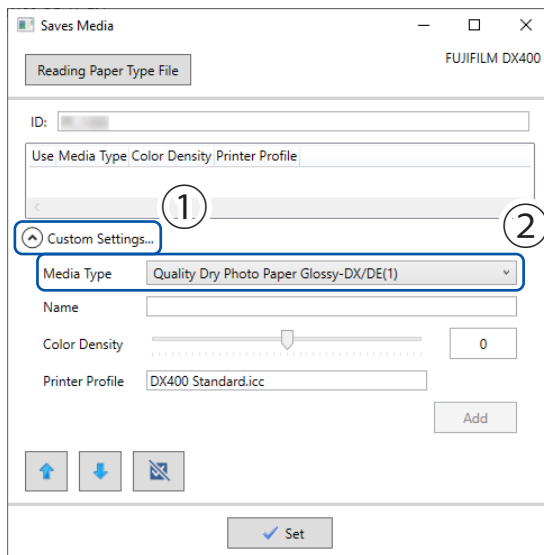 Saves Media
Reading Paper Type File
FUJIFILM DX400
ID:
Use Media Type Color Density Printer Profile
①
Custom Settings...
②
Media Type Quality Dry Photo Paper Glossy-DX/DE(1)
Name
Color Density 0
Printer Profile DX400 Standard.icc
Add
Set